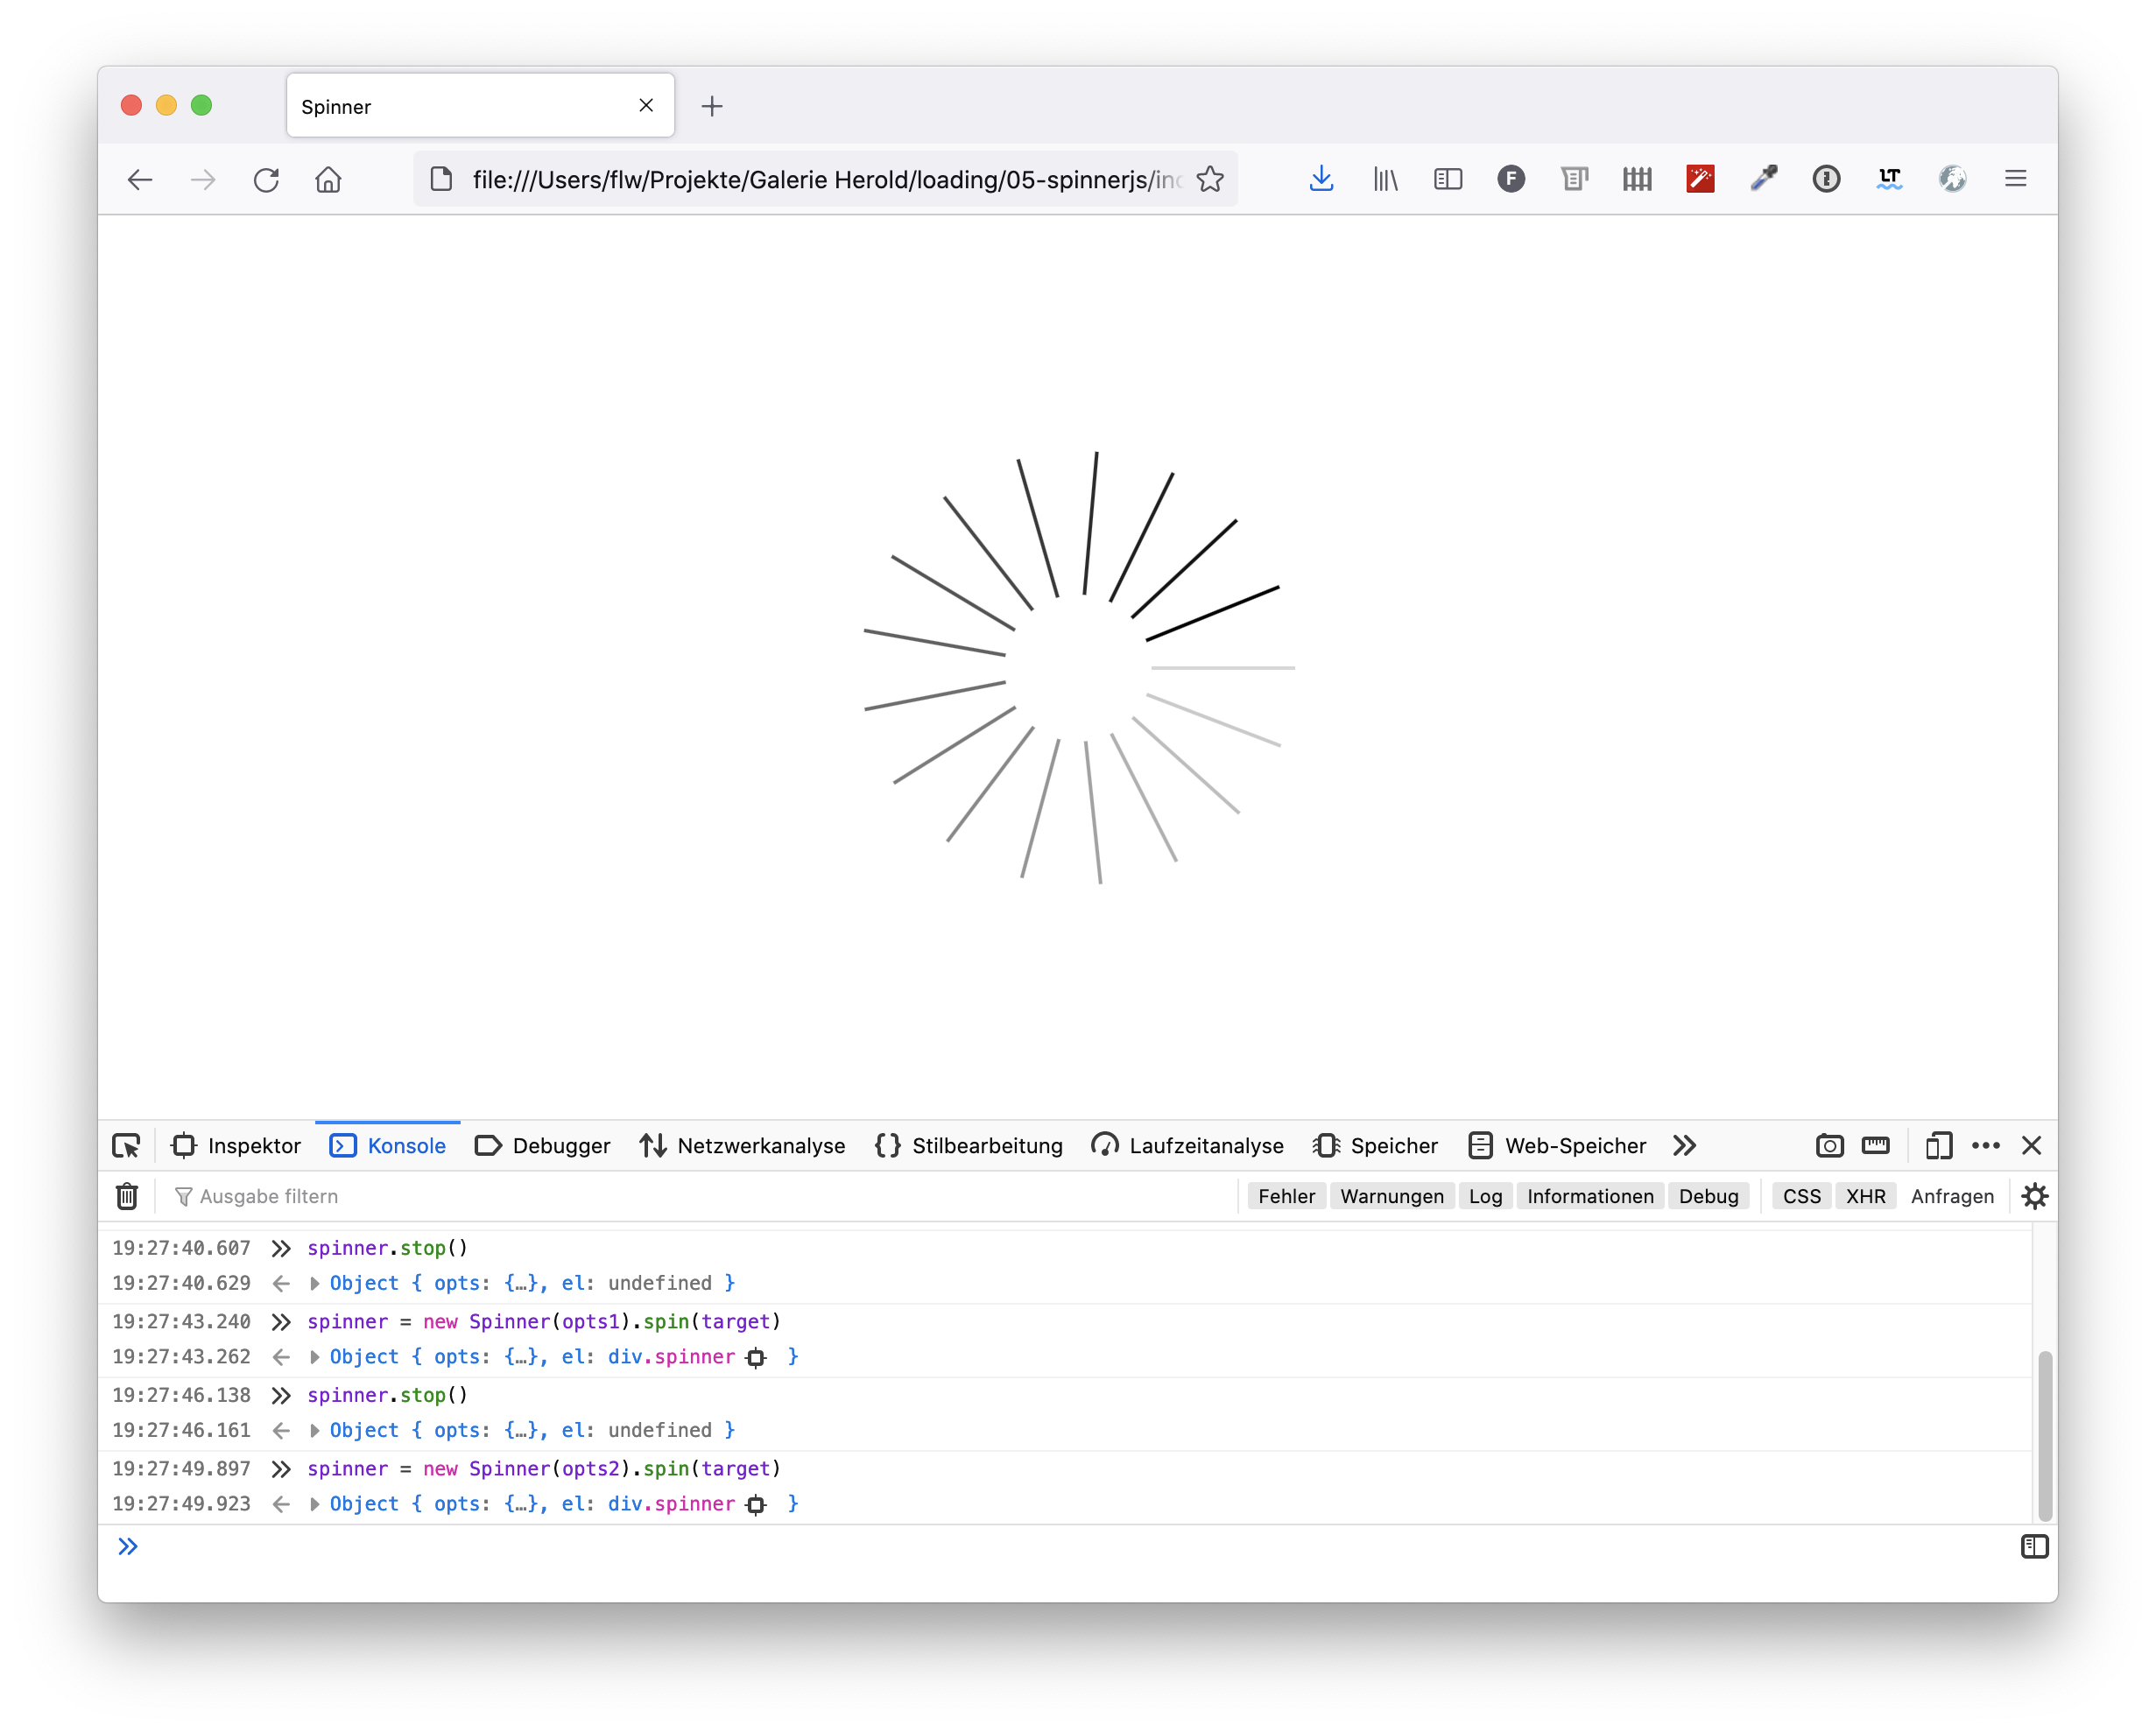 Spinner
file:///Users/flw/Projekte/Galerie Herold/loading/05-spinnerjs/inc
F
LT
Inspektor Konsole Debugger Netzwerkanalyse Stilbearbeitung Laufzeitanalyse Speicher Web-Speicher
Ausgabe filtern Fehler Warnungen Log Informationen Debug CSS XHR Anfragen
19:27:40.607 spinner.stop()
19:27:40.629 Object { opts: {…}, el: undefined }
19:27:43.240 spinner = new Spinner(opts1).spin(target)
19:27:43.262 Object { opts: {…}, el: div.spinner }
19:27:46.138 spinner.stop()
19:27:46.161 Object { opts: {…}, el: undefined }
19:27:49.897 spinner = new Spinner(opts2).spin(target)
19:27:49.923 Object { opts: {…}, el: div.spinner }